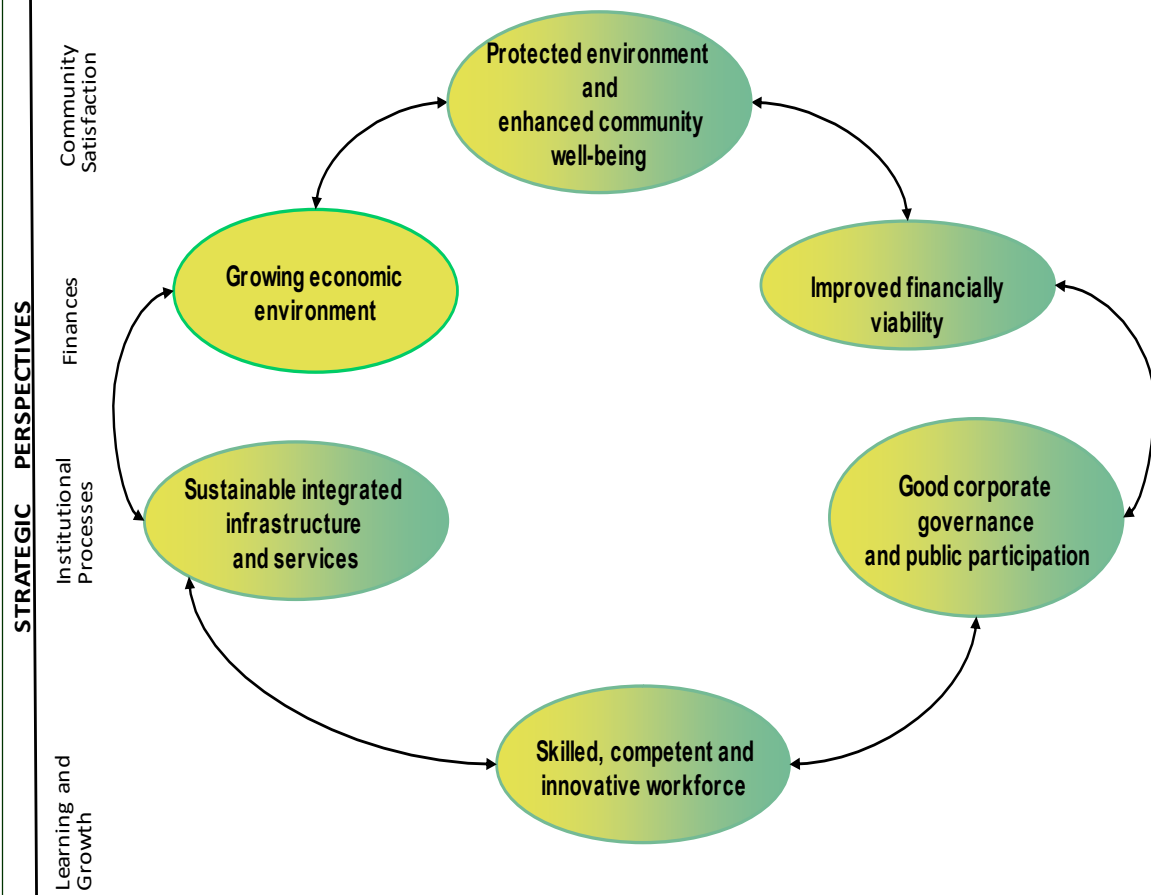 STRATEGIC PERSPECTIVES
Community
Satisfaction
Finances
Institutional
Processes
Learning and
Growth
Protected environment
and
enhanced community
well-being
Growing economic
environment
Improved financially
viability
Sustainable integrated
infrastructure
and services
Good corporate
governance
and public participation
Skilled, competent and
innovative workforce